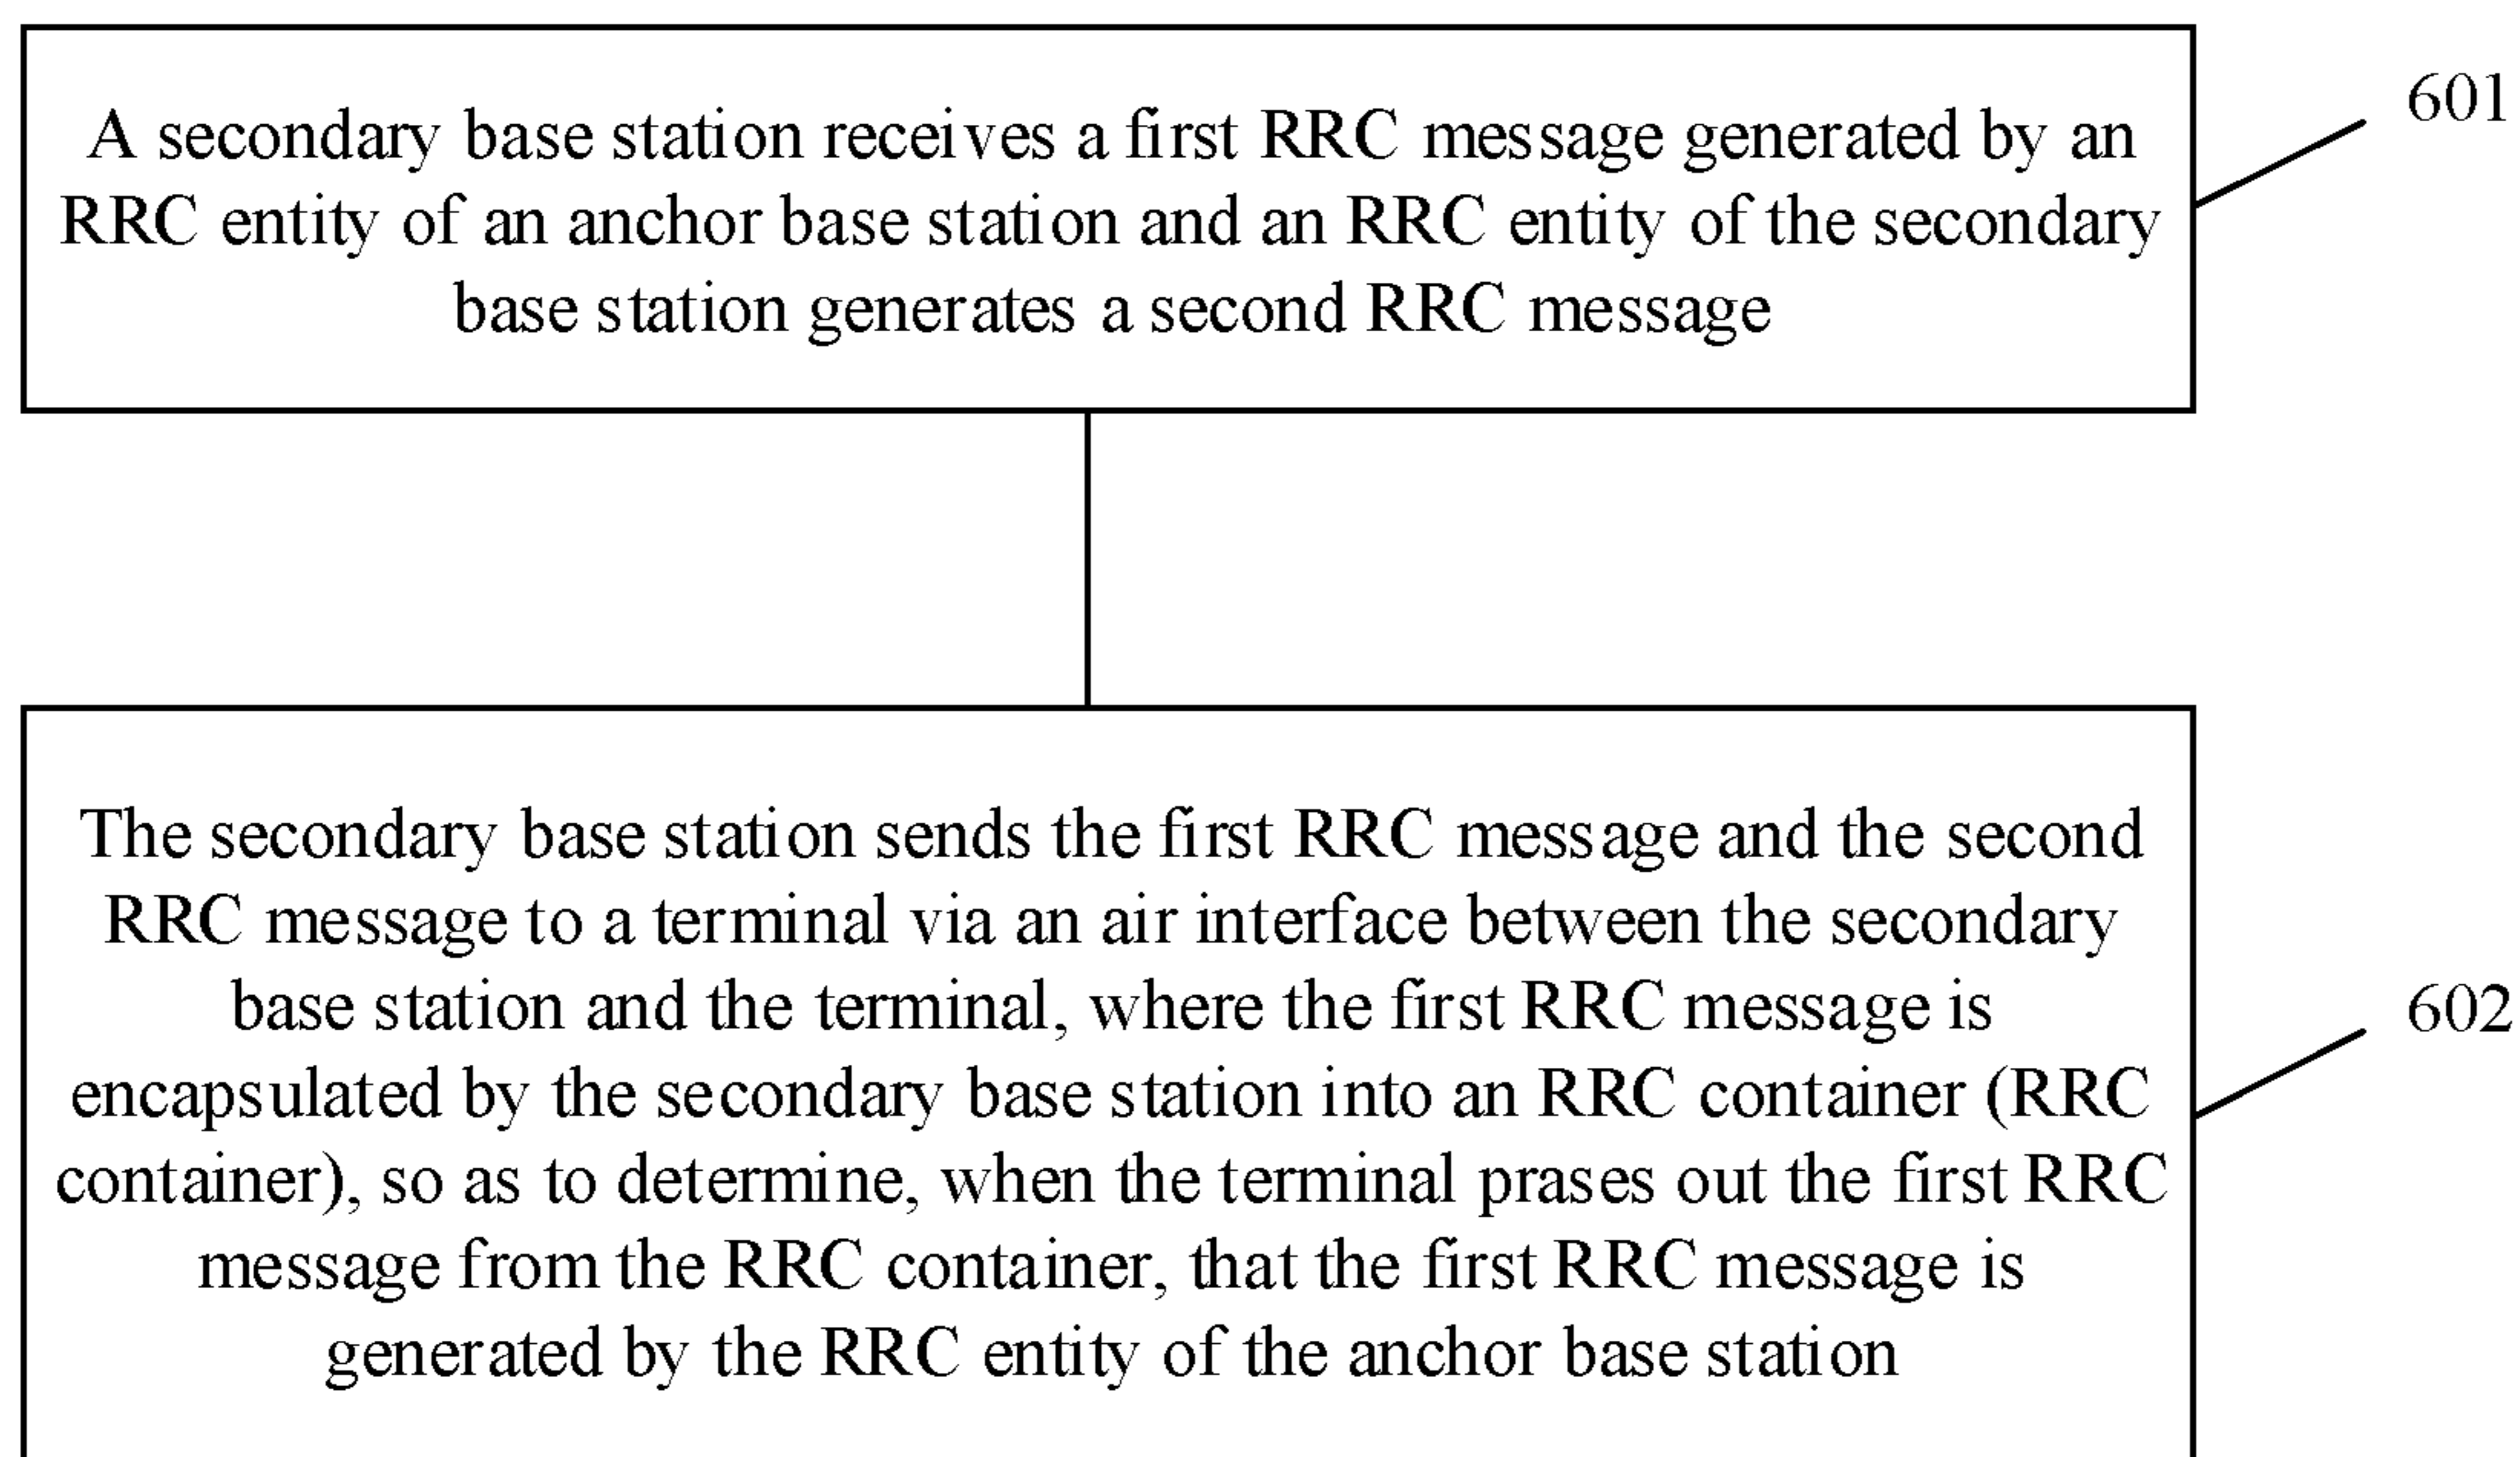 A secondary base station receives a first RRC message generated by an
RRC entity of an anchor base station and an RRC entity of the secondary
base station generates a second RRC message
601
The secondary base station sends the first RRC message and the second
RRC message to a terminal via an air interface between the secondary
base station and the terminal, where the first RRC message is
encapsulated by the secondary base station into an RRC container (RRC
container), so as to determine, when the terminal prases out the first RRC
message from the RRC container, that the first RRC message is
generated by the RRC entity of the anchor base station
602